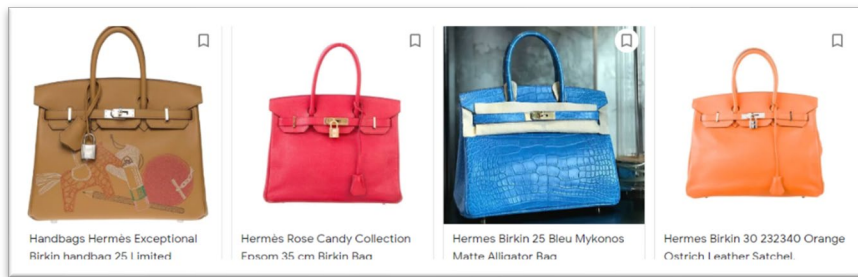 Handbags Hermès Exceptional
Birkin handbag 25 Limited
Hermès Rose Candy Collection
Epsom 35 cm Birkin Bag
Hermes Birkin 25 Bleu Mykonos
Matte Alligator Bag
Hermes Birkin 30 232340 Orange
Ostrich Leather Satchel.